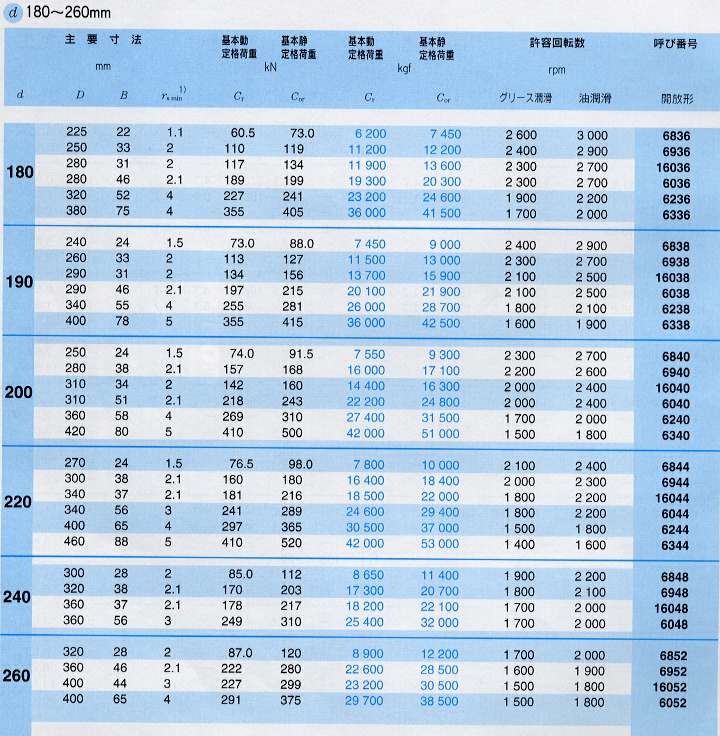 d 180〜260mm
主要寸法 基本動定格荷重 基本静定格荷重 基本動定格荷重 基本静定格荷重 許容回転数 呼び番号
mm kN kgf rpm
d D B rs min 1) Cr Cor Cr Cor グリース潤滑 油潤滑 開放形
180
225 22 1.1 60.5 73.0 6 200 7 450 2 600 3 000 6836
250 33 2 110 119 11 200 12 200 2 400 2 900 6936
280 31 2 117 134 11 900 13 600 2 300 2 700 16036
280 46 2.1 189 199 19 300 20 300 2 300 2 700 6036
320 52 4 227 241 23 200 24 600 1 900 2 200 6236
380 75 4 355 405 36 000 41 500 1 700 2 000 6336
190
240 24 1.5 73.0 88.0 7 450 9 000 2 400 2 900 6838
260 33 2 113 127 11 500 13 000 2 300 2 700 6938
290 31 2 134 156 13 700 15 900 2 100 2 500 16038
290 46 2.1 197 215 20 100 21 900 2 100 2 500 6038
340 55 4 255 281 26 000 28 700 1 800 2 100 6238
400 78 5 355 415 36 000 42 500 1 600 1 900 6338
200
250 24 1.5 74.0 91.5 7 550 9 300 2 300 2 700 6840
280 38 2.1 157 168 16 000 17 100 2 200 2 600 6940
310 34 2 142 160 14 400 16 300 2 000 2 400 16040
310 51 2.1 218 243 22 200 24 800 2 000 2 400 6040
360 58 4 269 310 27 400 31 500 1 700 2 000 6240
420 80 5 410 500 42 000 51 000 1 500 1 800 6340
220
270 24 1.5 76.5 98.0 7 800 10 000 2 100 2 400 6844
300 38 2.1 160 180 16 400 18 400 2 000 2 300 6944
340 37 2.1 181 216 18 500 22 000 1 800 2 200 16044
340 56 3 241 289 24 600 29 400 1 800 2 200 6044
400 65 4 297 365 30 500 37 000 1 500 1 800 6244
460 88 5 410 520 42 000 53 000 1 400 1 600 6344
240
300 28 2 85.0 112 8 650 11 400 1 900 2 200 6848
320 38 2.1 170 203 17 300 20 700 1 800 2 100 6948
360 37 2.1 178 217 18 200 22 100 1 700 2 000 16048
360 56 3 249 310 25 400 32 000 1 700 2 000 6048
260
320 28 2 87.0 120 8 900 12 200 1 700 2 000 6852
360 46 2.1 222 280 22 600 28 500 1 600 1 900 6952
400 44 3 227 299 23 200 30 500 1 500 1 800 16052
400 65 4 291 375 29 700 38 500 1 500 1 800 6052